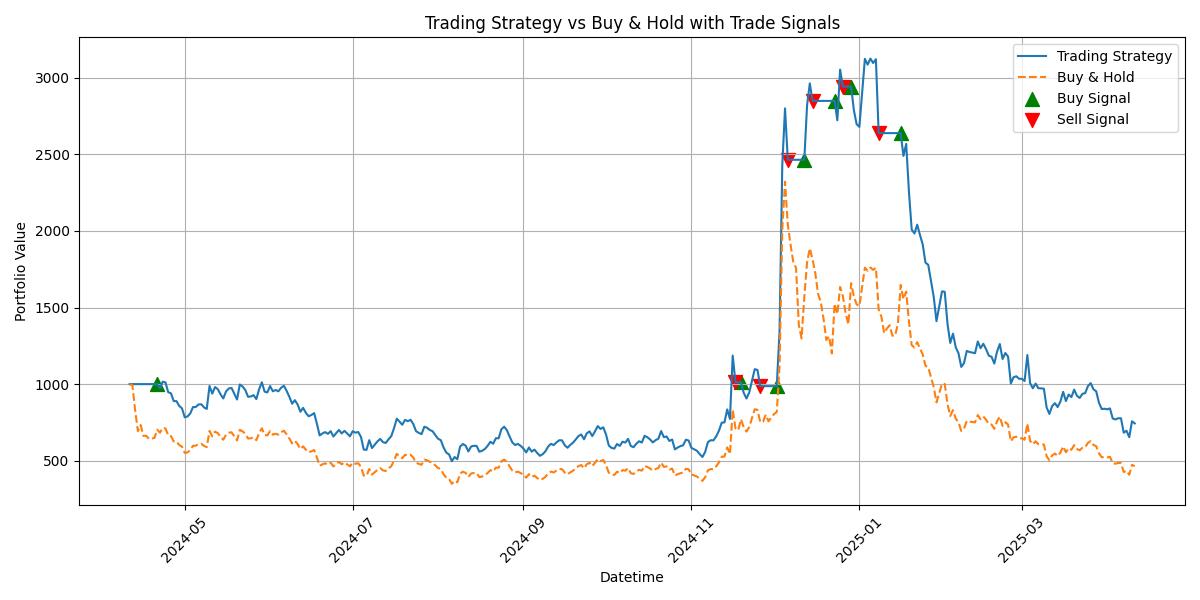 Trading Strategy vs Buy & Hold with Trade Signals
Trading Strategy
Buy & Hold
Buy Signal
Sell Signal
Portfolio Value
3000
2500
2000
1500
1000
500
2024-05
2024-07
2024-09
2024-11
2025-01
2025-03
Datetime